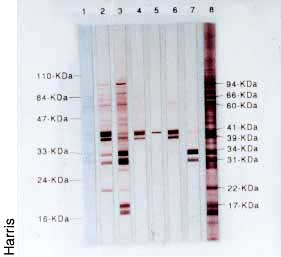 1 2 3 4 5 6 7 8
110-KDa
84-KDa
47-KDa
33-KDa
24-KDa
16-KDa
94-KDa
66-KDa
60-KDa
41-KDa
39-KDa
34-KDa
31-KDa
22-KDa
17-KDa
Harris